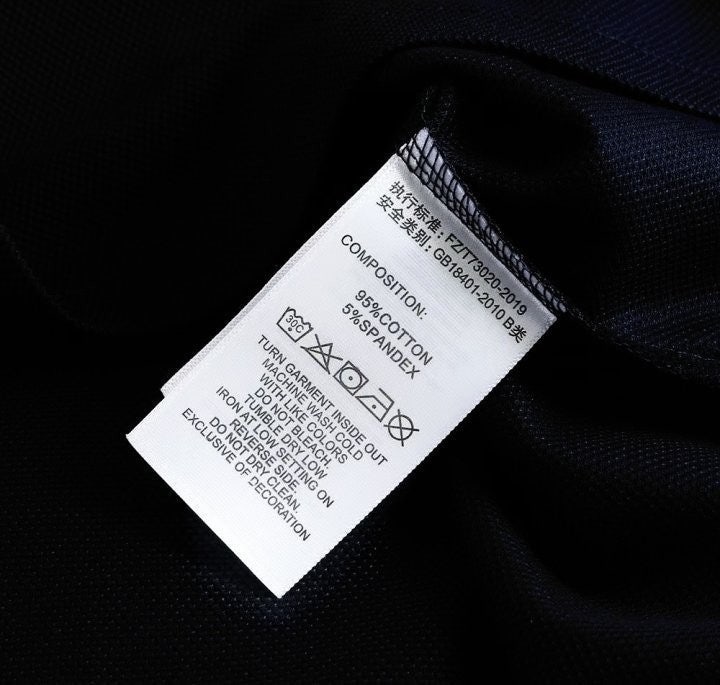 执行标准：FZ/T73020-2019
安全类别：GB18401-2010 B类
COMPOSITION:
95%COTTON
5%SPANDEX
30C
TURN GARMENT INSIDE OUT
MACHINE WASH COLD
WITH LIKE COLORS
DO NOT BLEACH.
TUMBLE DRY LOW
IRON AT LOW SETTING ON
REVERSE SIDE.
DO NOT DRY. CLEAN.
EXCLUSIVE OF DECORATION